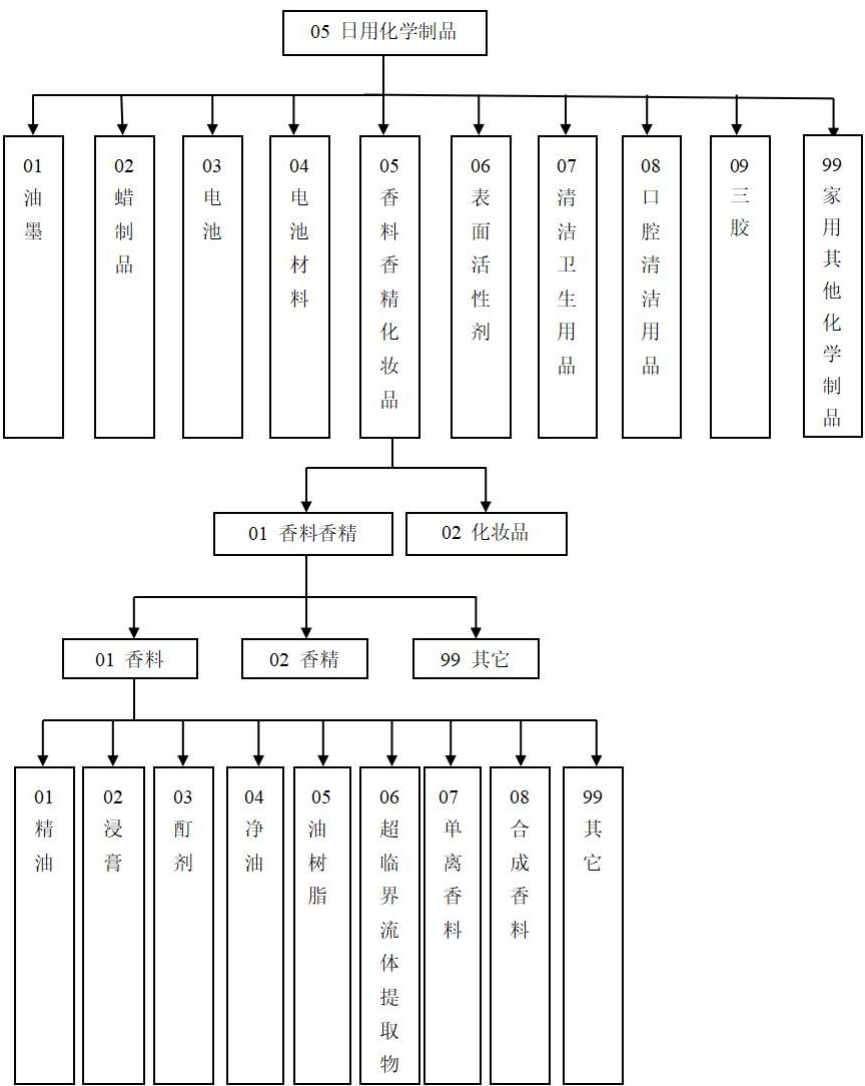 05 日用化学制品
01 油墨
02 蜡制品
03 电池
04 电池材料
05 香料香精化妆品
06 表面活性剂
07 清洁卫生用品
08 口腔清洁用品
09 三胶
99 家用其他化学制品
01 香料香精
02 化妆品
01 香料
02 香精
99 其它
01 精油
02 浸膏
03 酊剂
04 净油
05 油树脂
06 超临界流体提取物
07 单离香料
08 合成香料
99 其它